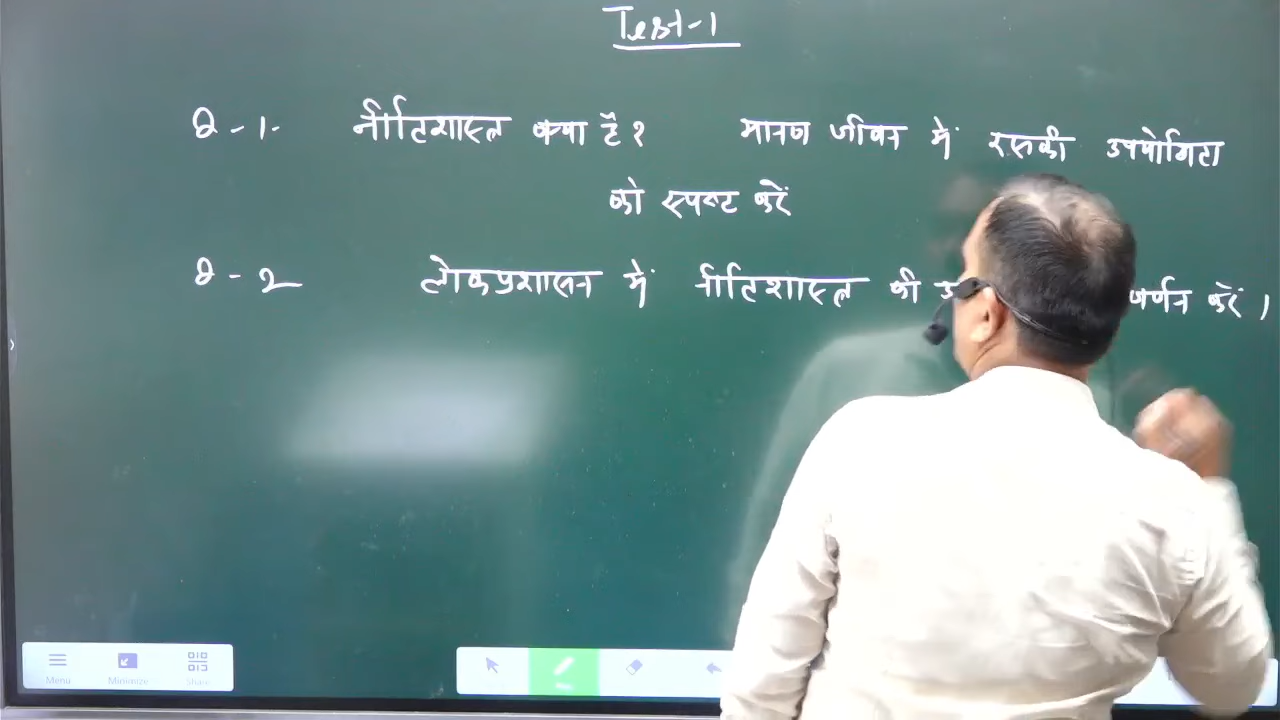 Test-1
Q-1. नीतिशास्त्र क्या है? मानव जीवन में इसकी उपयोगिता
को स्पष्ट करें
Q-2 लोकप्रशासन में नीतिशास्त्र की वर्णन करें।
Menu Minimize Share